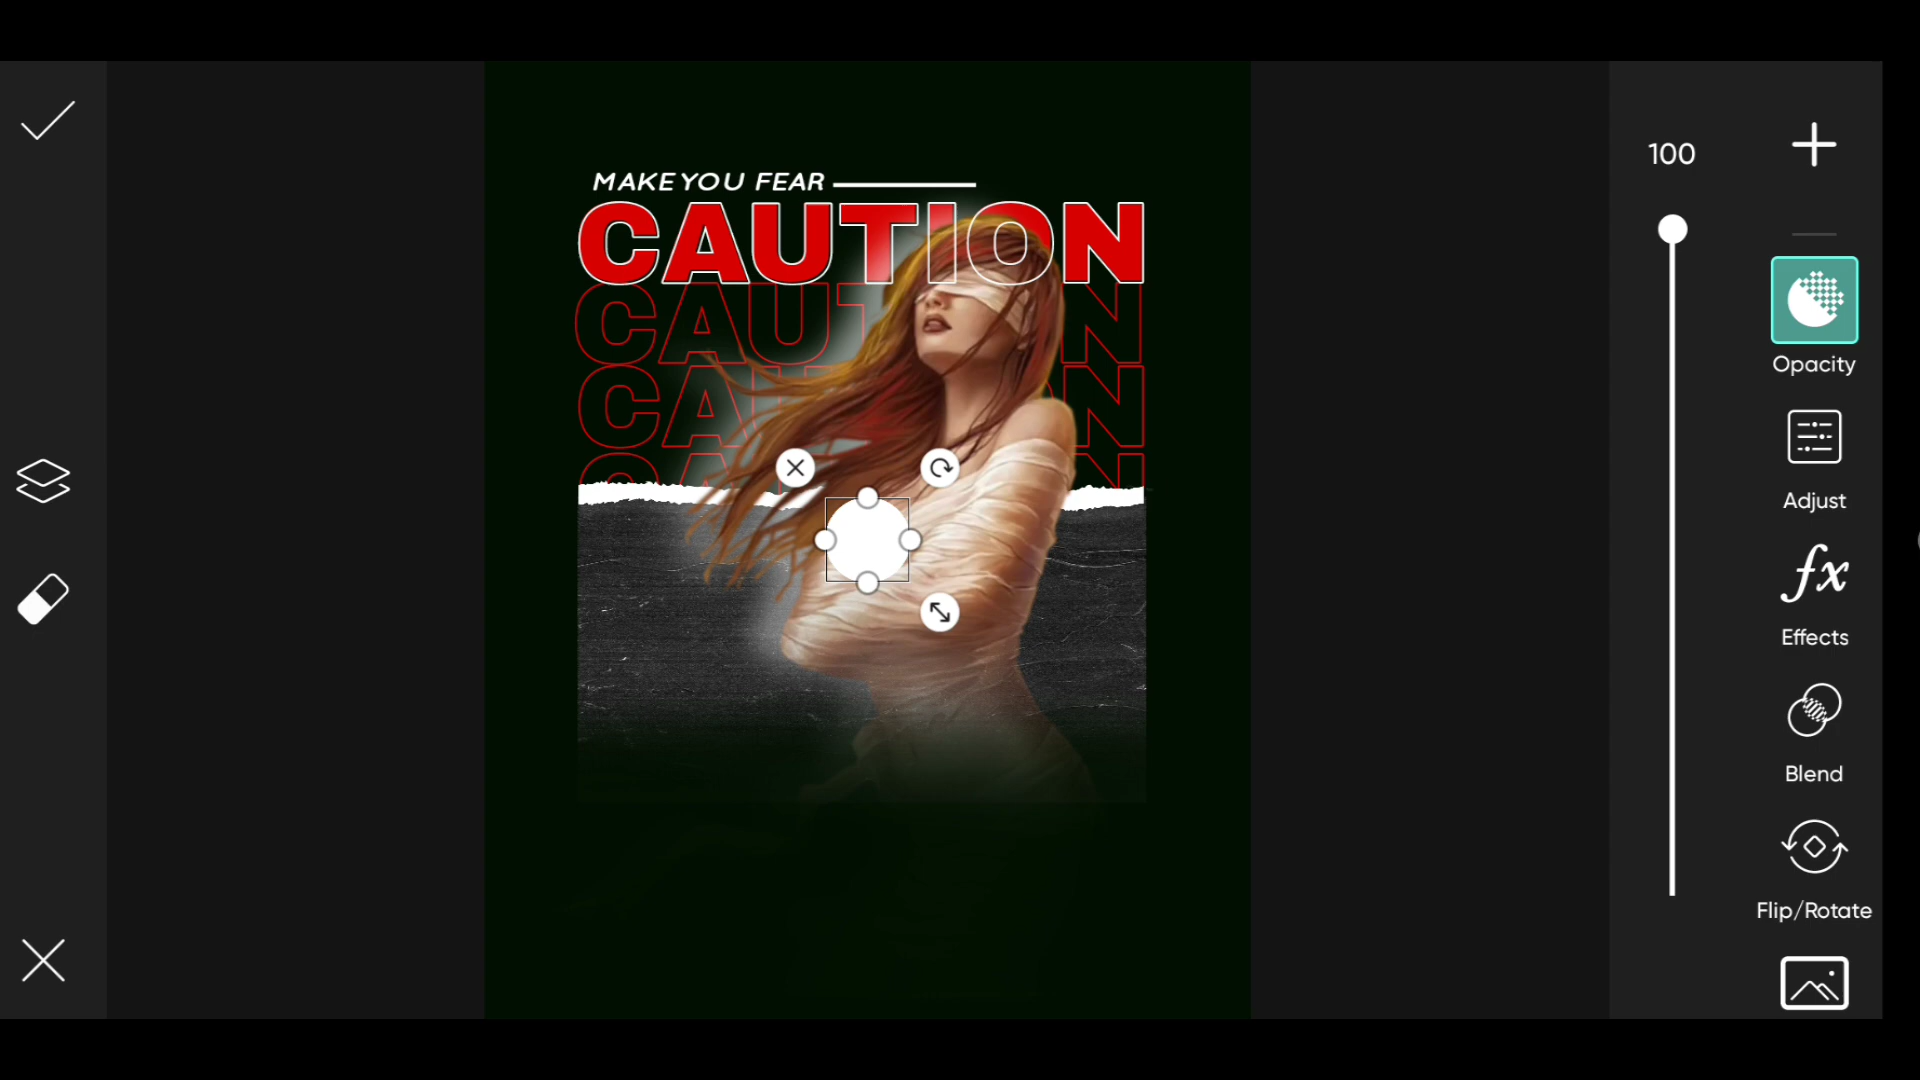 100
MAKE YOU FEAR
CAUTION
CAUTION
CAUTION
Opacity
Adjust
fx
Effects
Blend
Flip/Rotate